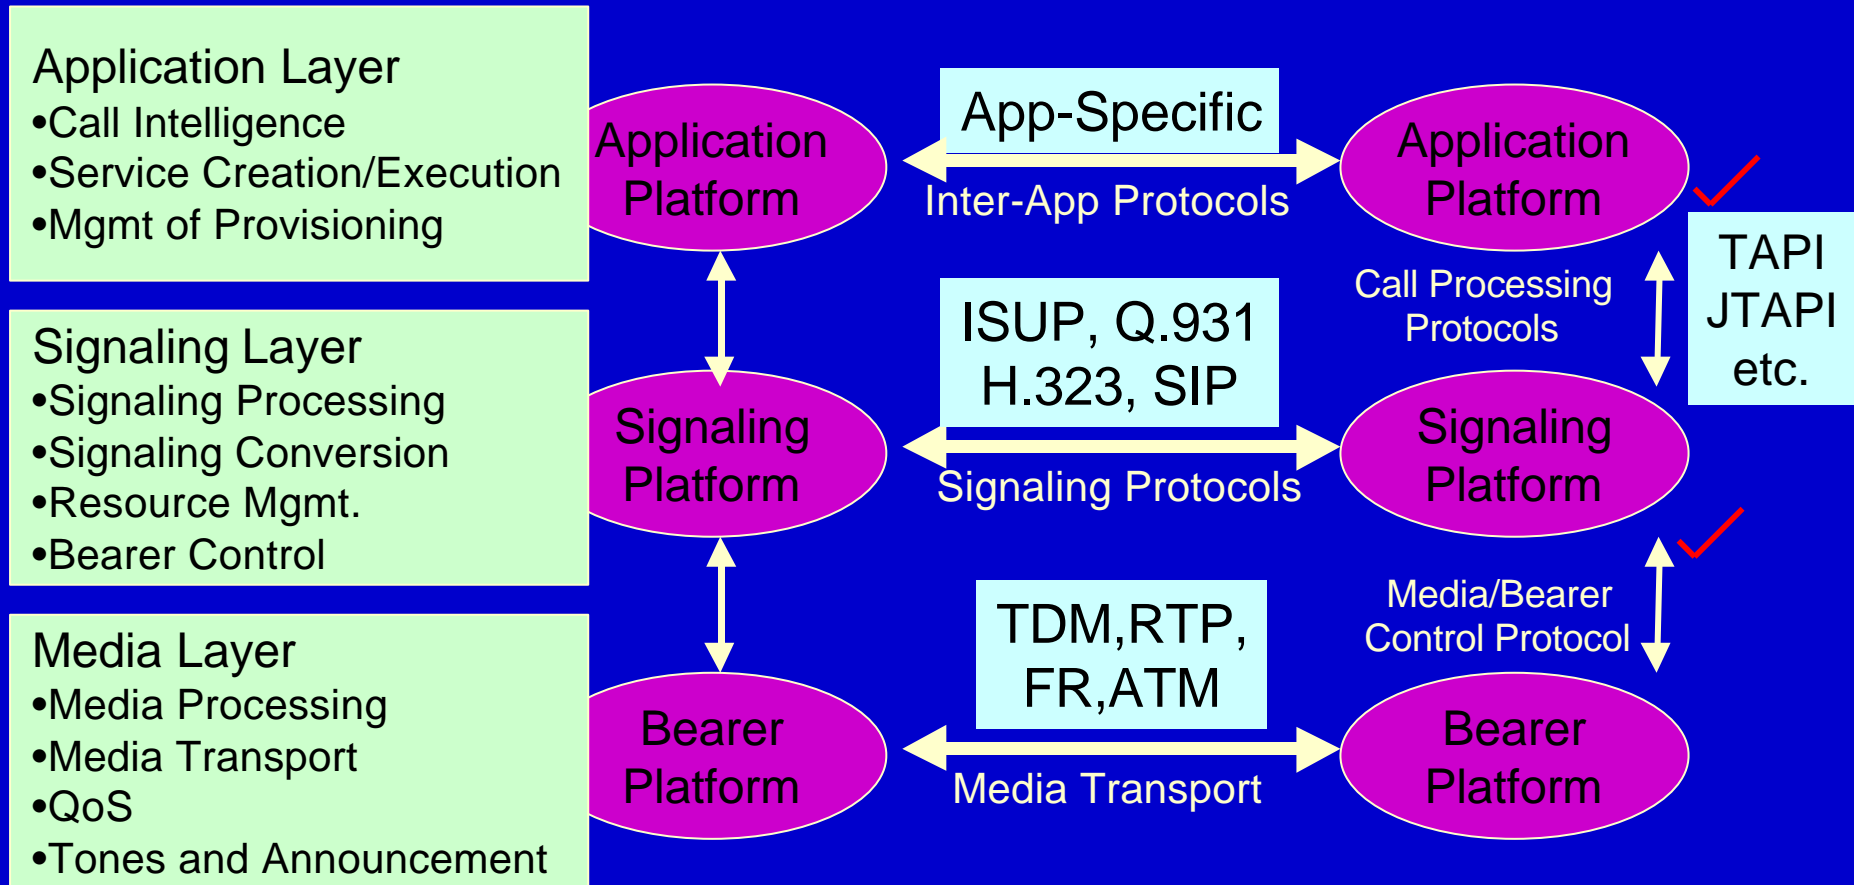 Application Layer
•Call Intelligence
•Service Creation/Execution
•Mgmt of Provisioning
Application
Platform
App-Specific
Inter-App Protocols
Application
Platform
Call Processing
Protocols
TAPI
JTAPI
etc.
Signaling Layer
•Signaling Processing
•Signaling Conversion
•Resource Mgmt.
•Bearer Control
Signaling
Platform
ISUP, Q.931
H.323, SIP
Signaling Protocols
Signaling
Platform
Media/Bearer
Control Protocol
Media Layer
•Media Processing
•Media Transport
•QoS
•Tones and Announcement
Bearer
Platform
TDM,RTP,
FR,ATM
Media Transport
Bearer
Platform